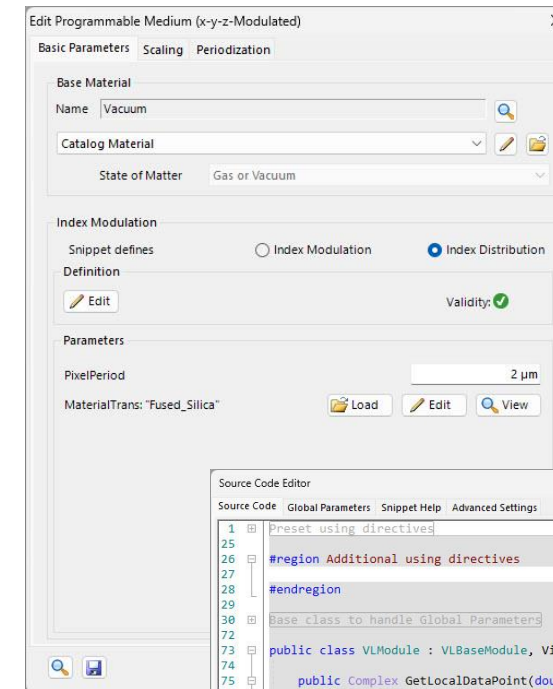 Edit Programmable Medium (x-y-z-Modulated)
Basic Parameters Scaling Periodization
Base Material
Name Vacuum
Catalog Material
State of Matter Gas or Vacuum
Index Modulation
Snippet defines Index Modulation Index Distribution
Definition
Edit Validity:
Parameters
PixelPeriod 2 µm
MaterialTrans: "Fused_Silica" Load Edit View
Source Code Editor
Source Code Global Parameters Snippet Help Advanced Settings
1 Preset using directives
25
26 #region Additional using directives
27
28 #endregion
29
30 Base class to handle Global Parameters
72
73 public class VLModule : VLBaseModule, Vi
74
75 public Complex GetLocalDataPoint(dou